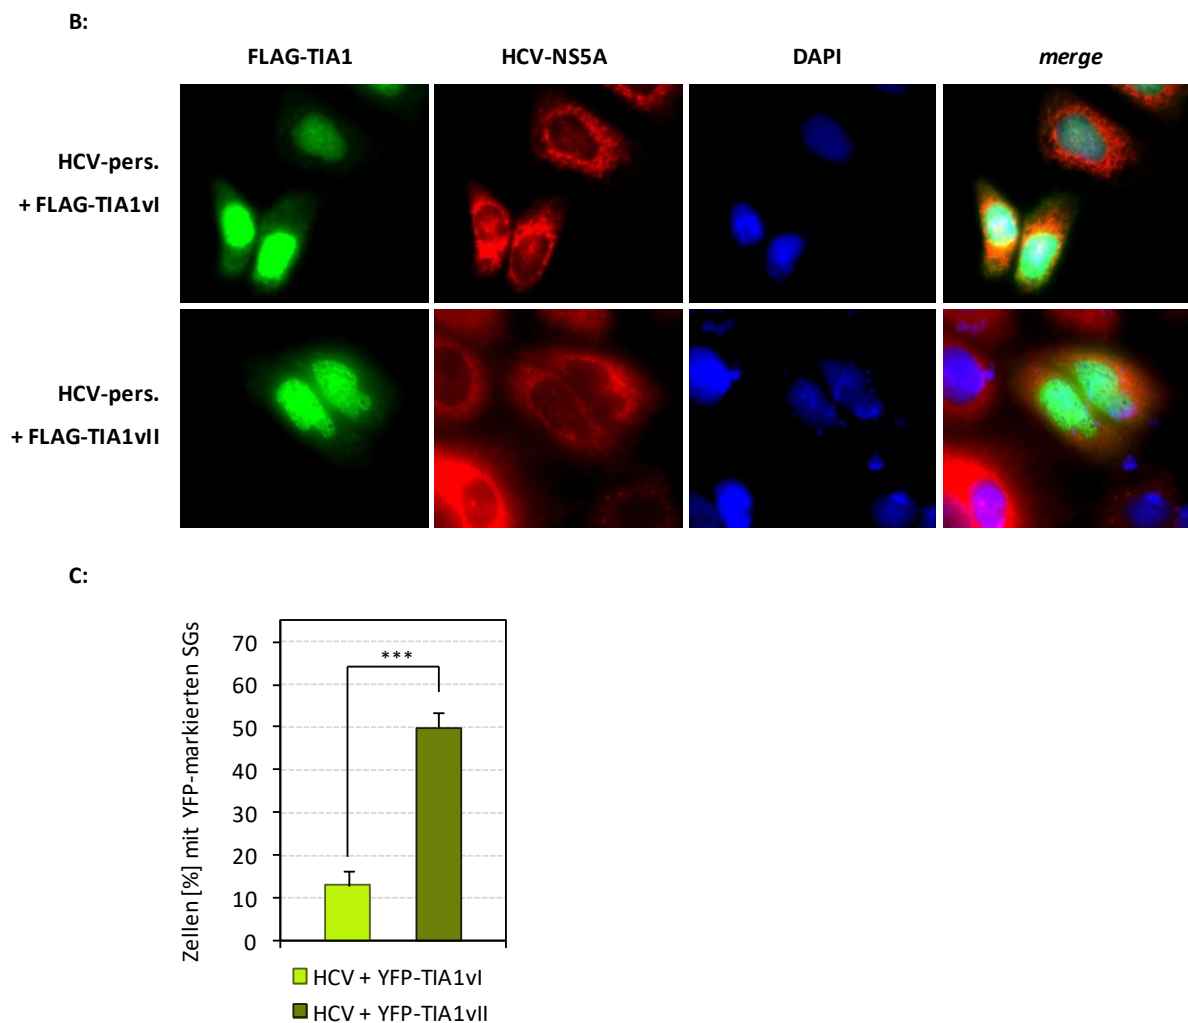 B:
FLAG-TIA1 HCV-NS5A DAPI merge
HCV-pers.
+ FLAG-TIA1vI
HCV-pers.
+ FLAG-TIA1vII
C:
Zellen [%] mit YFP-markierten SGs
70
60
50
40
30
20
10
0
***
HCV + YFP-TIA1vI
HCV + YFP-TIA1vII